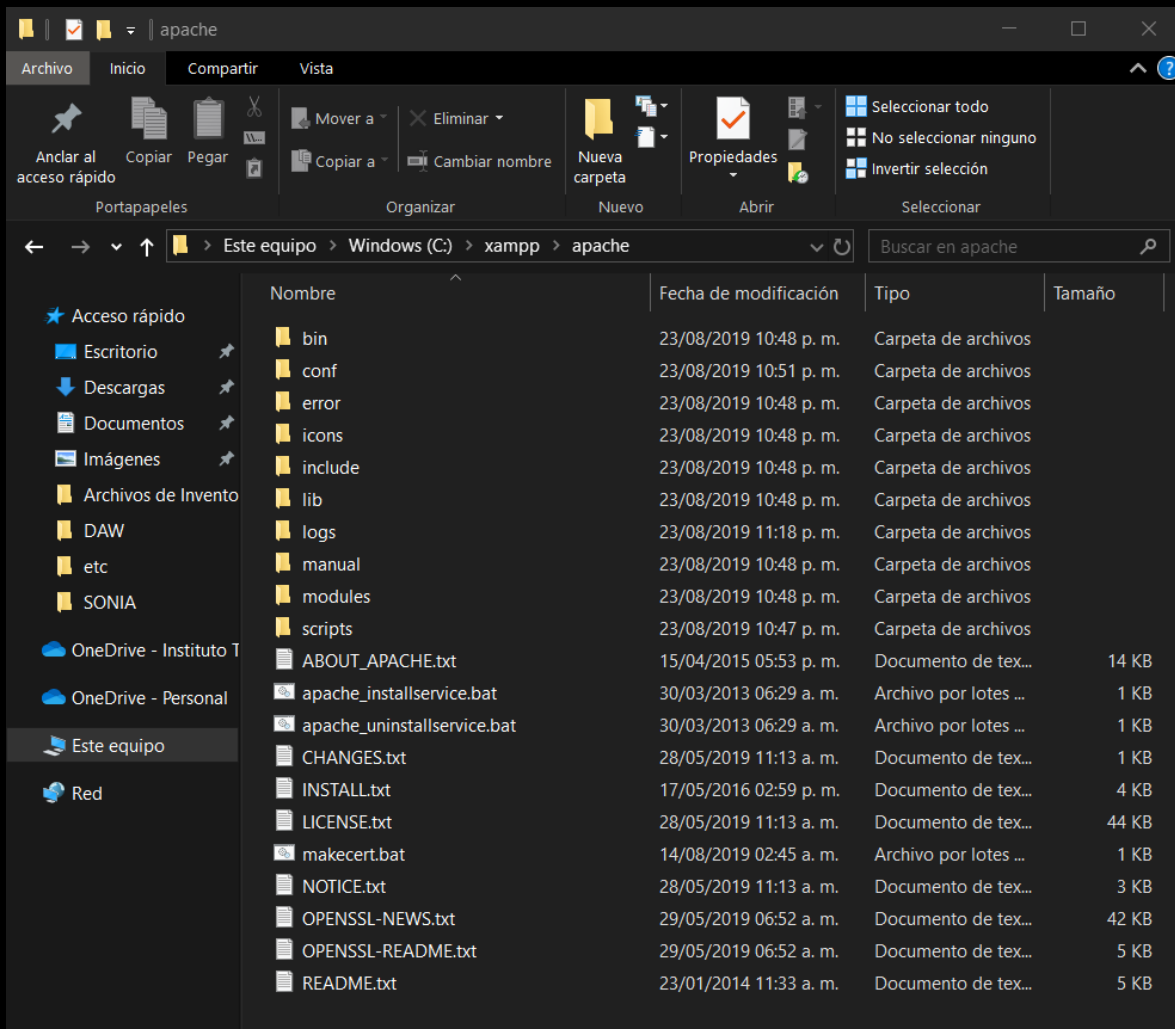 apache
Archivo Inicio Compartir Vista
Anclar al acceso rápido
Copiar
Pegar
Mover a
Copiar a
Eliminar
Cambiar nombre
Nueva carpeta
Propiedades
Seleccionar todo
No seleccionar ninguno
Invertir selección
Portapapeles Organizar Nuevo Abrir Seleccionar
Este equipo > Windows (C:) > xampp > apache
Buscar en apache
Acceso rápido
Escritorio
Descargas
Documentos
Imágenes
Archivos de Invento
DAW
etc
SONIA
OneDrive - Instituto T
OneDrive - Personal
Este equipo
Red
Nombre Fecha de modificación Tipo Tamaño
bin 23/08/2019 10:48 p. m. Carpeta de archivos
conf 23/08/2019 10:51 p. m. Carpeta de archivos
error 23/08/2019 10:48 p. m. Carpeta de archivos
icons 23/08/2019 10:48 p. m. Carpeta de archivos
include 23/08/2019 10:48 p. m. Carpeta de archivos
lib 23/08/2019 10:48 p. m. Carpeta de archivos
logs 23/08/2019 11:18 p. m. Carpeta de archivos
manual 23/08/2019 10:48 p. m. Carpeta de archivos
modules 23/08/2019 10:48 p. m. Carpeta de archivos
scripts 23/08/2019 10:47 p. m. Carpeta de archivos
ABOUT_APACHE.txt 15/04/2015 05:53 p. m. Documento de tex... 14 KB
apache_installservice.bat 30/03/2013 06:29 a. m. Archivo por lotes ... 1 KB
apache_uninstallservice.bat 30/03/2013 06:29 a. m. Archivo por lotes ... 1 KB
CHANGES.txt 28/05/2019 11:13 a. m. Documento de tex... 1 KB
INSTALL.txt 17/05/2016 02:59 p. m. Documento de tex... 4 KB
LICENSE.txt 28/05/2019 11:13 a. m. Documento de tex... 44 KB
makecert.bat 14/08/2019 02:45 a. m. Archivo por lotes ... 1 KB
NOTICE.txt 28/05/2019 11:13 a. m. Documento de tex... 3 KB
OPENSSL-NEWS.txt 29/05/2019 06:52 a. m. Documento de tex... 42 KB
OPENSSL-README.txt 29/05/2019 06:52 a. m. Documento de tex... 5 KB
README.txt 23/01/2014 11:33 a. m. Documento de tex... 5 KB